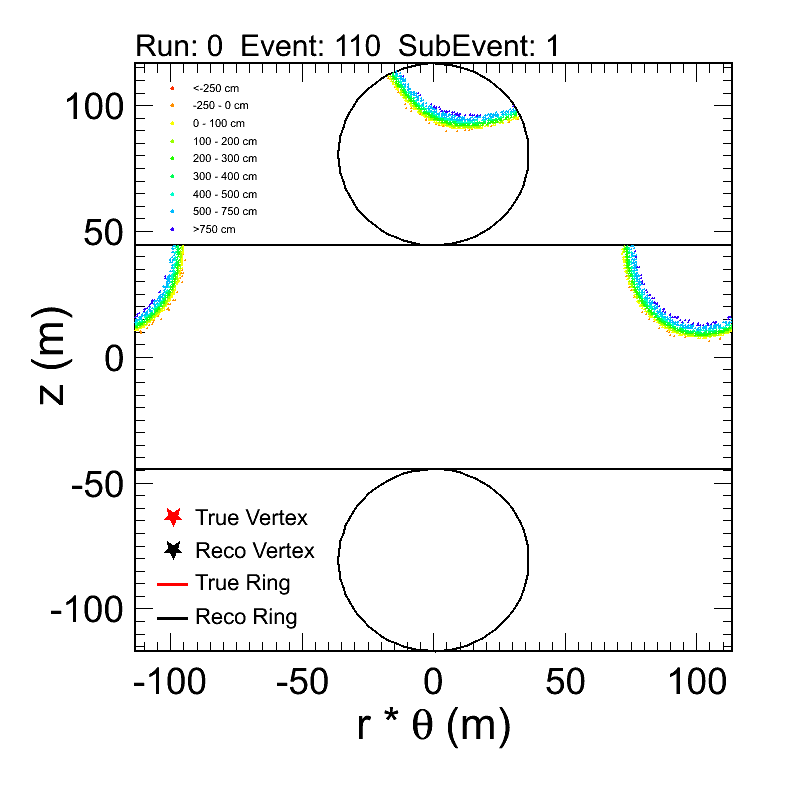 Run: 0 Event: 110 SubEvent: 1
100
<-250 cm
-250 - 0 cm
0 - 100 cm
100 - 200 cm
200 - 300 cm
300 - 400 cm
400 - 500 cm
500 - 750 cm
>750 cm
50
0
-50
-100
z (m)
True Vertex
Reco Vertex
True Ring
Reco Ring
-100 -50 0 50 100
r * θ (m)